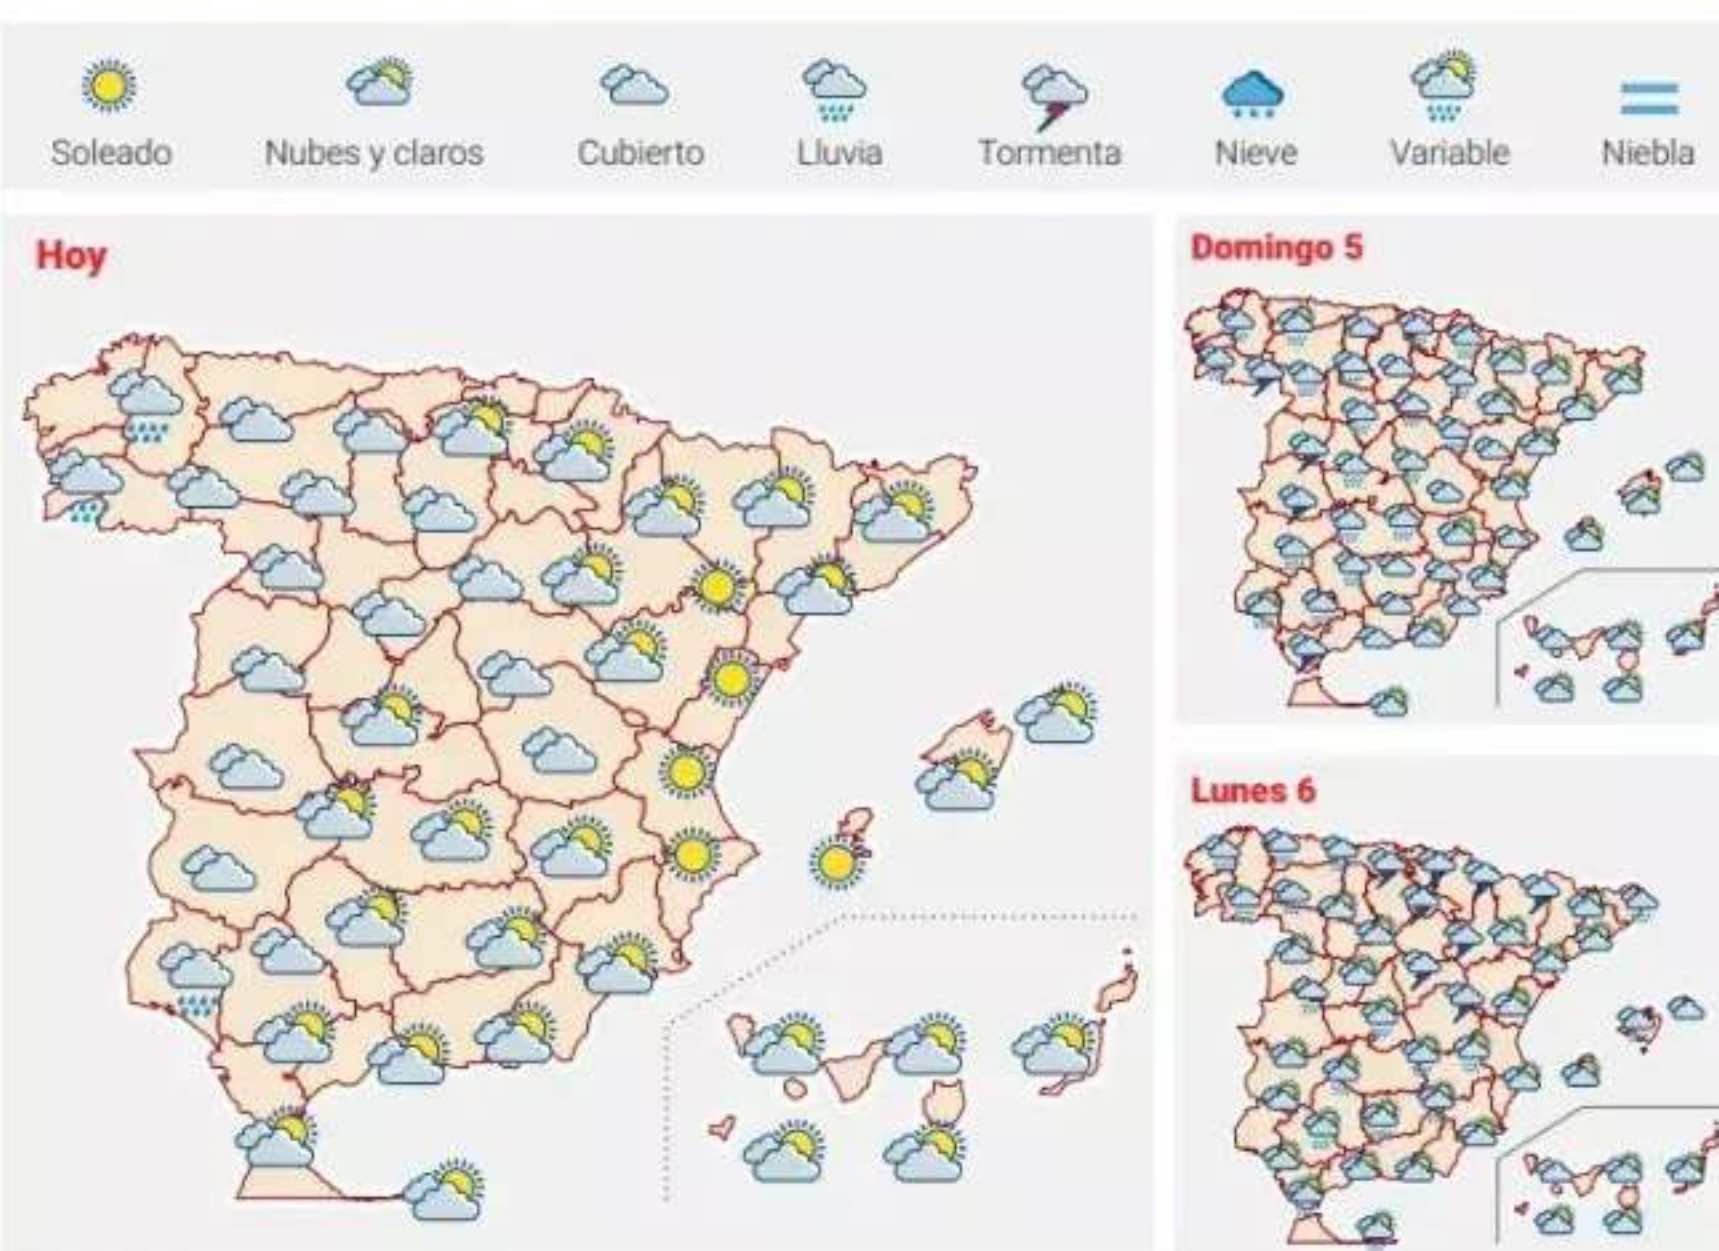 Soleado
Nubes y claros
Cubierto
Lluvia
Tormenta
Nieve
Variable
Niebla
Hoy
Domingo 5
Lunes 6